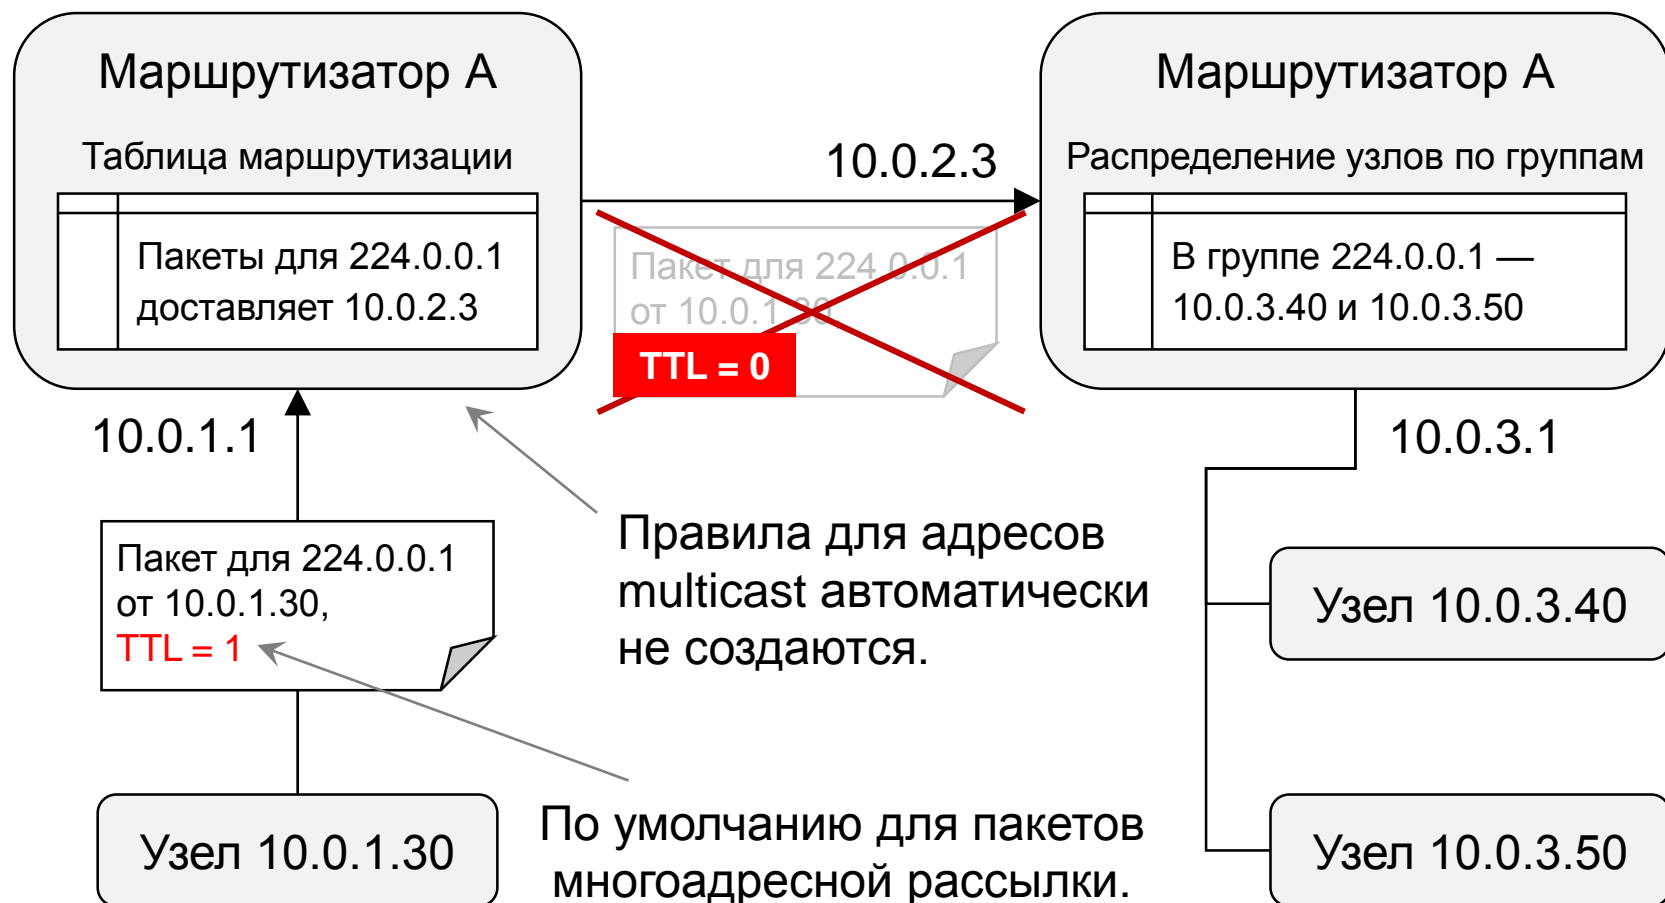 Маршрутизатор А
Таблица маршрутизации
Пакеты для 224.0.0.1
доставляет 10.0.2.3
10.0.2.3
Пакет для 224.0.0.1
от 10.0.1.30
TTL = 0
Маршрутизатор А
Распределение узлов по группам
В группе 224.0.0.1 —
10.0.3.40 и 10.0.3.50
10.0.1.1
10.0.3.1
Пакет для 224.0.0.1
от 10.0.1.30,
TTL = 1
Правила для адресов
multicast автоматически
не создаются.
Узел 10.0.3.40
Узел 10.0.1.30
По умолчанию для пакетов
многоадресной рассылки.
Узел 10.0.3.50